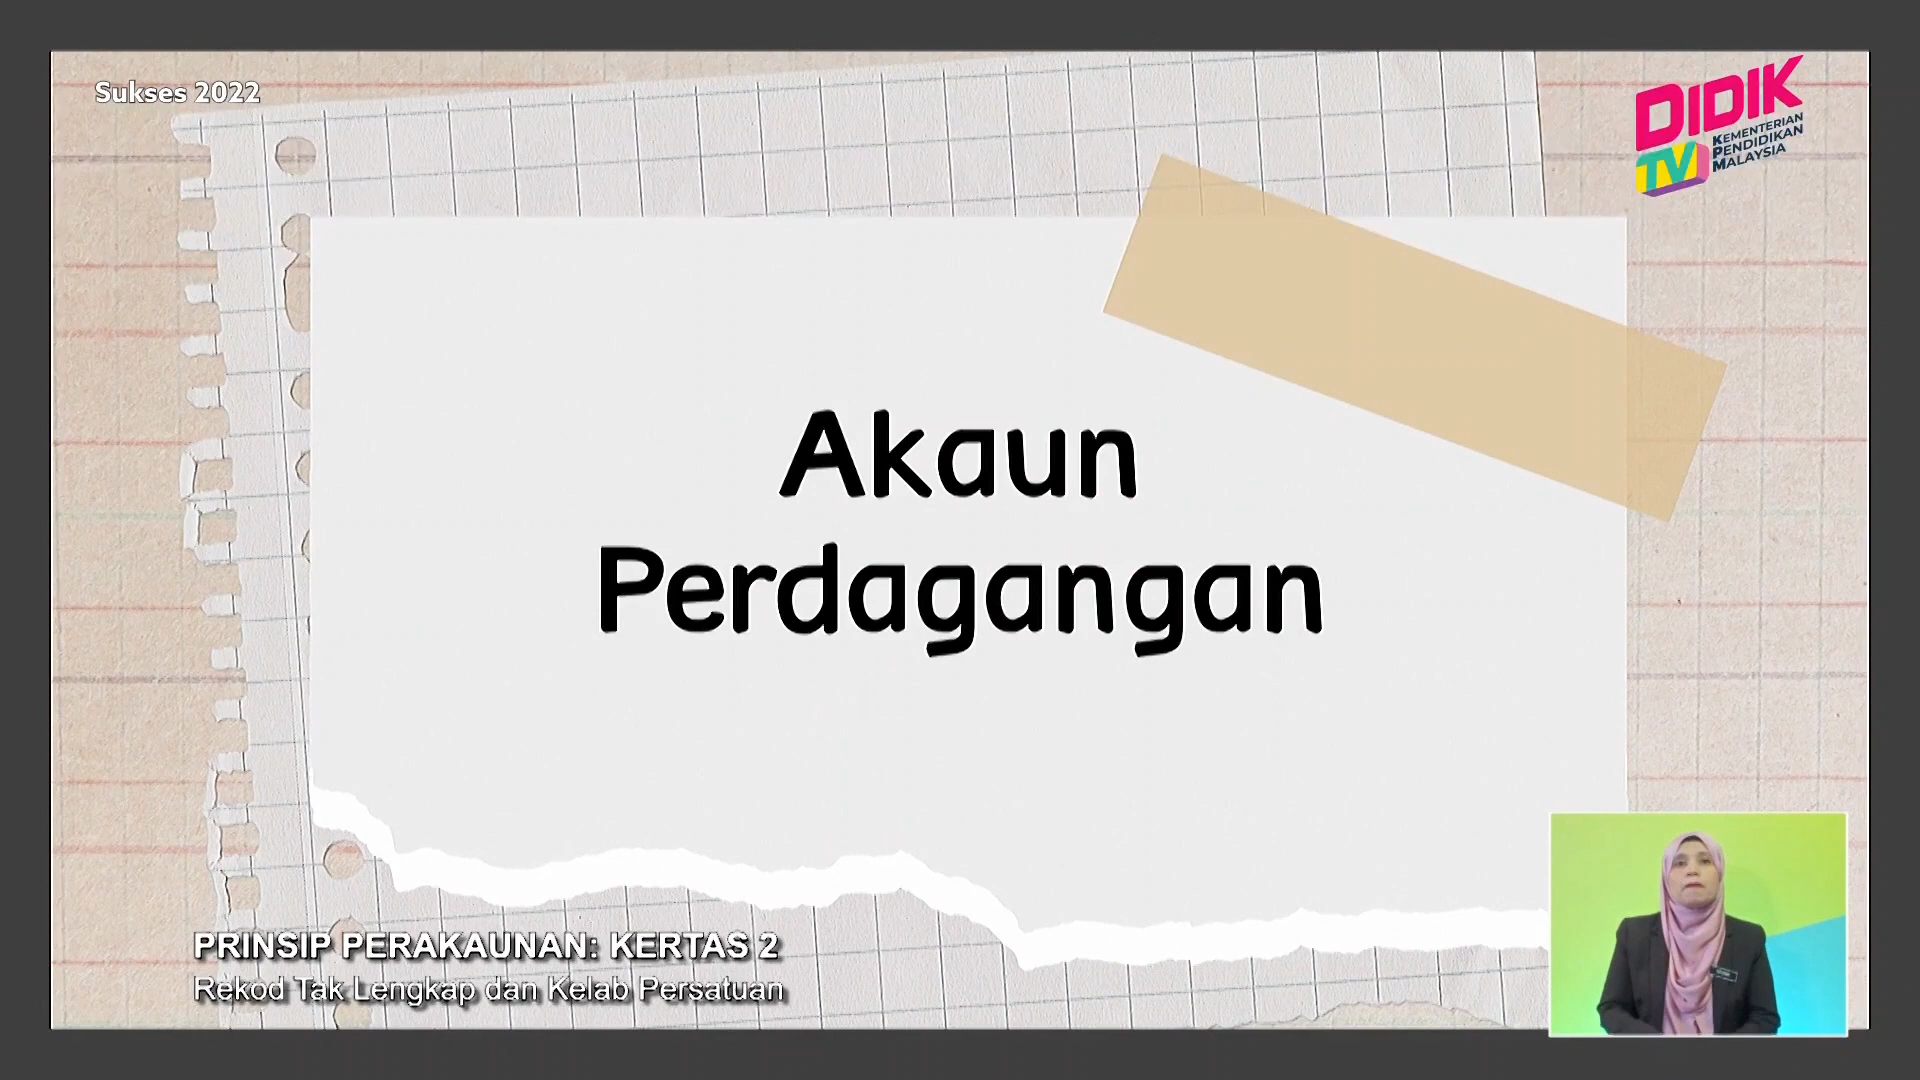 Sukses 2022
DIDIK
TV
KEMENTERIAN
PENDIDIKAN
MALAYSIA
Akaun
Perdagangan
PRINSIP PERAKAUNAN: KERTAS 2
Rekod Tak Lengkap dan Kelab Persatuan